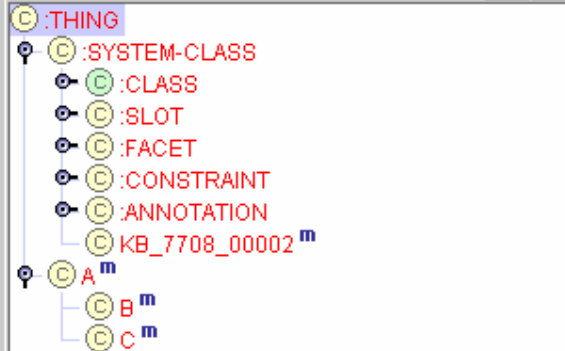 C :THING
C :SYSTEM-CLASS
C :CLASS
C :SLOT
C :FACET
C :CONSTRAINT
C :ANNOTATION
C KB_7708_00002 m
C A m
C B m
C C m